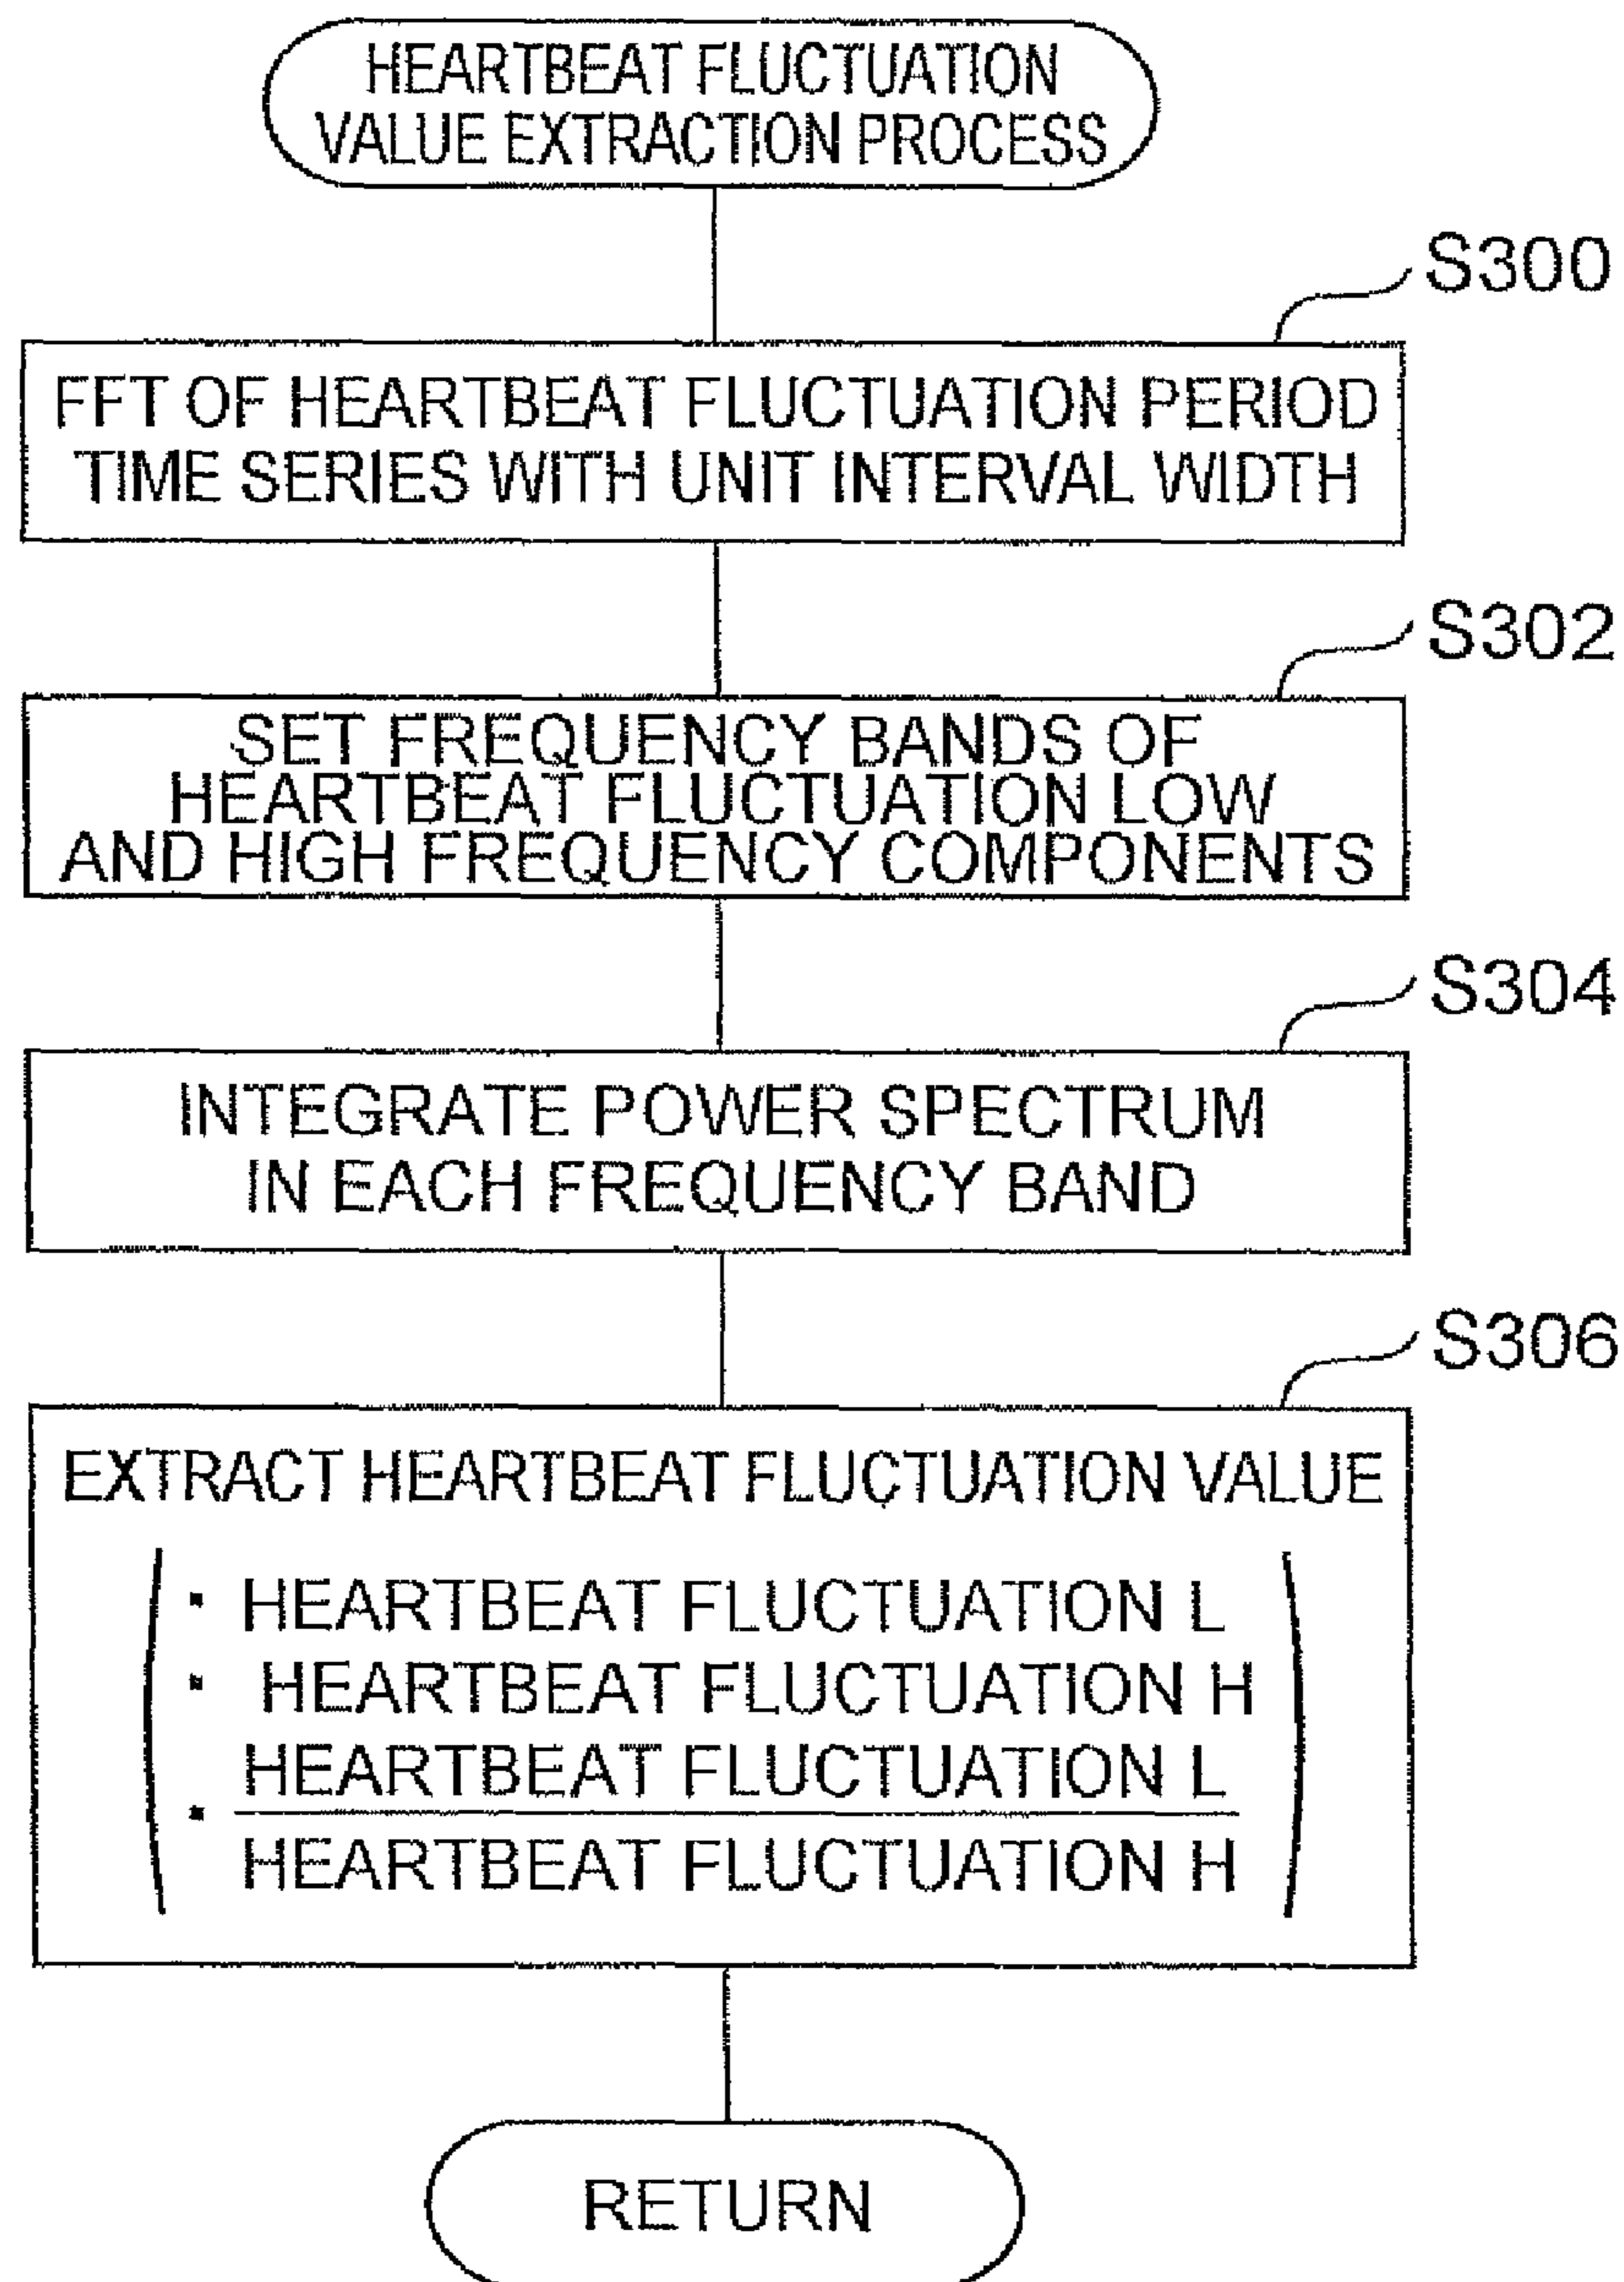 HEARTBEAT FLUCTUATION
VALUE EXTRACTION PROCESS
S300
FFT OF HEARTBEAT FLUCTUATION PERIOD
TIME SERIES WITH UNIT INTERVAL WIDTH
S302
SET FREQUENCY BANDS OF
HEARTBEAT FLUCTUATION LOW
AND HIGH FREQUENCY COMPONENTS
S304
INTEGRATE POWER SPECTRUM
IN EACH FREQUENCY BAND
S306
EXTRACT HEARTBEAT FLUCTUATION VALUE
· HEARTBEAT FLUCTUATION L
· HEARTBEAT FLUCTUATION H
· HEARTBEAT FLUCTUATION L
HEARTBEAT FLUCTUATION H
RETURN